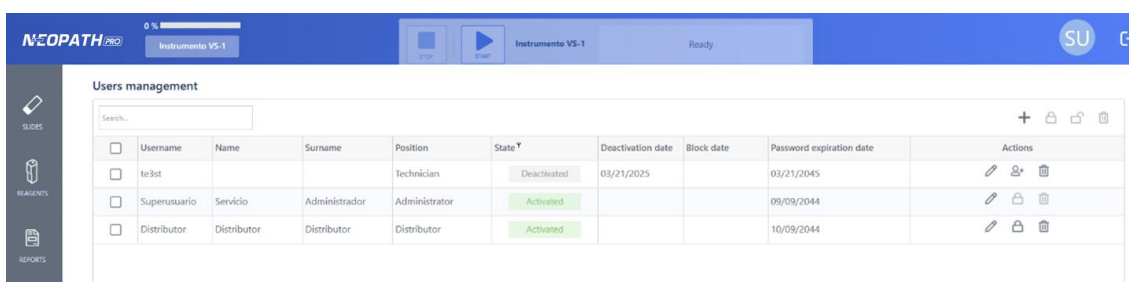 NEOPATH PRO
0 %
Instrumento VS-1
STOP
START
Instrumento VS-1
Ready
SU
Users management
SLIDES
REAGENTS
REPORTS
Search...
Username Name Surname Position State Deactivation date Block date Password expiration date Actions
te3st Technician Deactivated 03/21/2025 03/21/2045
Superusuario Servicio Administrador Administrator Activated 09/09/2044
Distributor Distributor Distributor Distributor Activated 10/09/2044